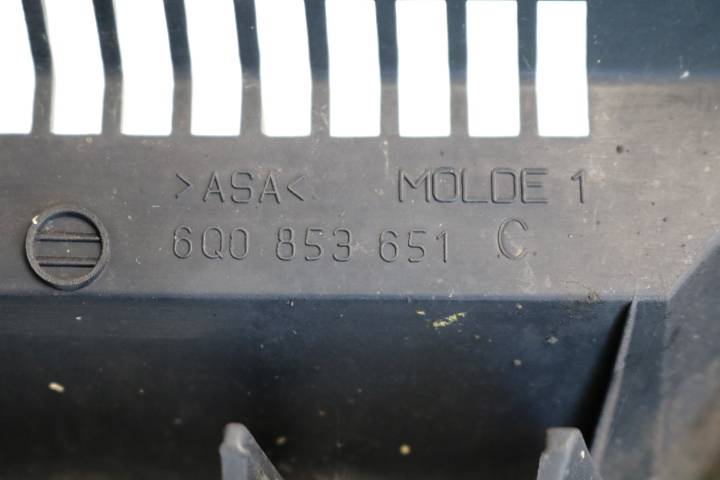 >ASA< MOLDE 1
6Q0 853 651 C